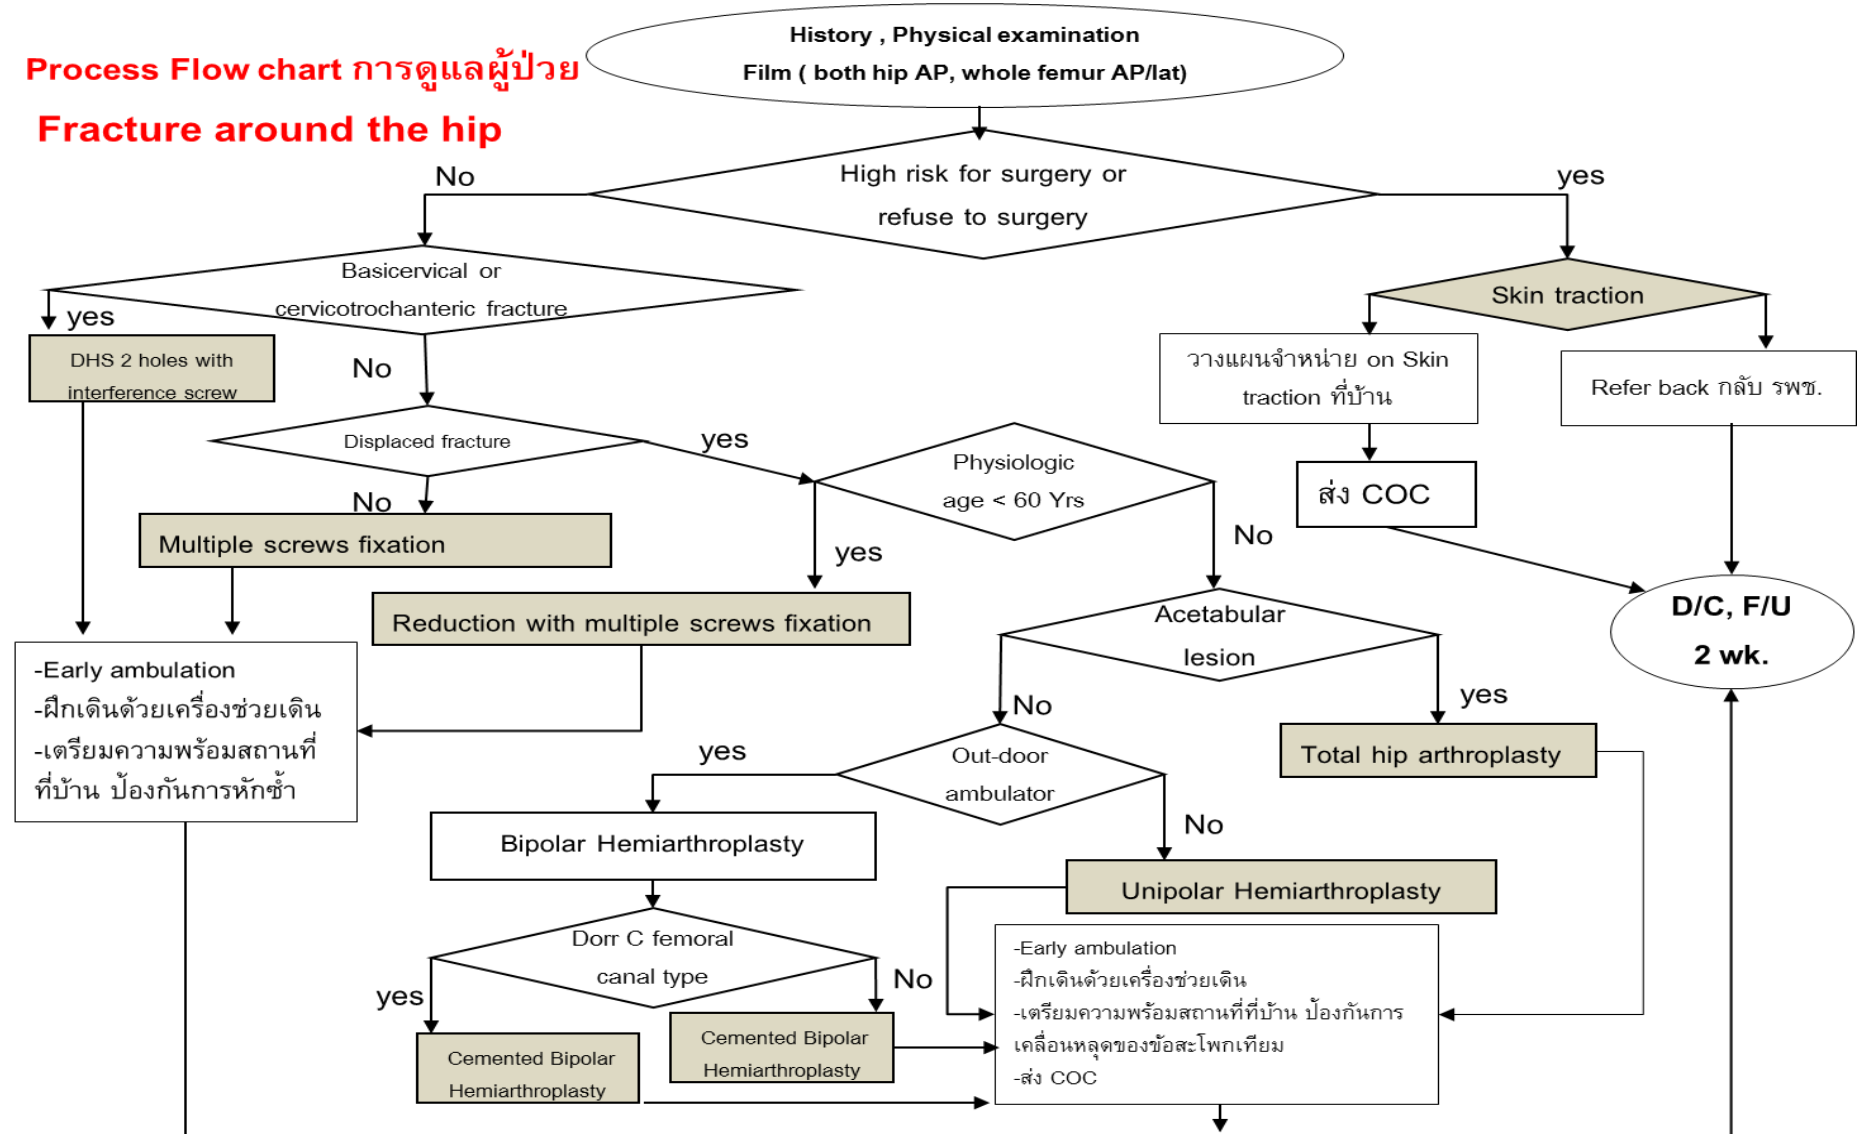 History , Physical examination
Film ( both hip AP, whole femur AP/lat)
Process Flow chart การดูแลผู้ป่วย
Fracture around the hip
High risk for surgery or
refuse to surgery
No
yes
Basicervical or
cervicotrochanteric fracture
yes
No
DHS 2 holes with
interference screw
Skin traction
วางแผนจำหน่าย on Skin
traction ที่บ้าน
Refer back กลับ รพช.
ส่ง COC
D/C, F/U
2 wk.
Displaced fracture
yes
No
Physiologic
age < 60 Yrs
yes
No
Multiple screws fixation
Reduction with multiple screws fixation
Acetabular
lesion
No
yes
-Early ambulation
-ฝึกเดินด้วยเครื่องช่วยเดิน
-เตรียมความพร้อมสถานที่
ที่บ้าน ป้องกันการหักซ้ำ
Out-door
ambulator
yes
No
Total hip arthroplasty
Bipolar Hemiarthroplasty
Unipolar Hemiarthroplasty
Dorr C femoral
canal type
yes
No
Cemented Bipolar
Hemiarthroplasty
Cemented Bipolar
Hemiarthroplasty
-Early ambulation
-ฝึกเดินด้วยเครื่องช่วยเดิน
-เตรียมความพร้อมสถานที่ที่บ้าน ป้องกันการ
เคลื่อนหลุดของข้อสะโพกเทียม
-ส่ง COC